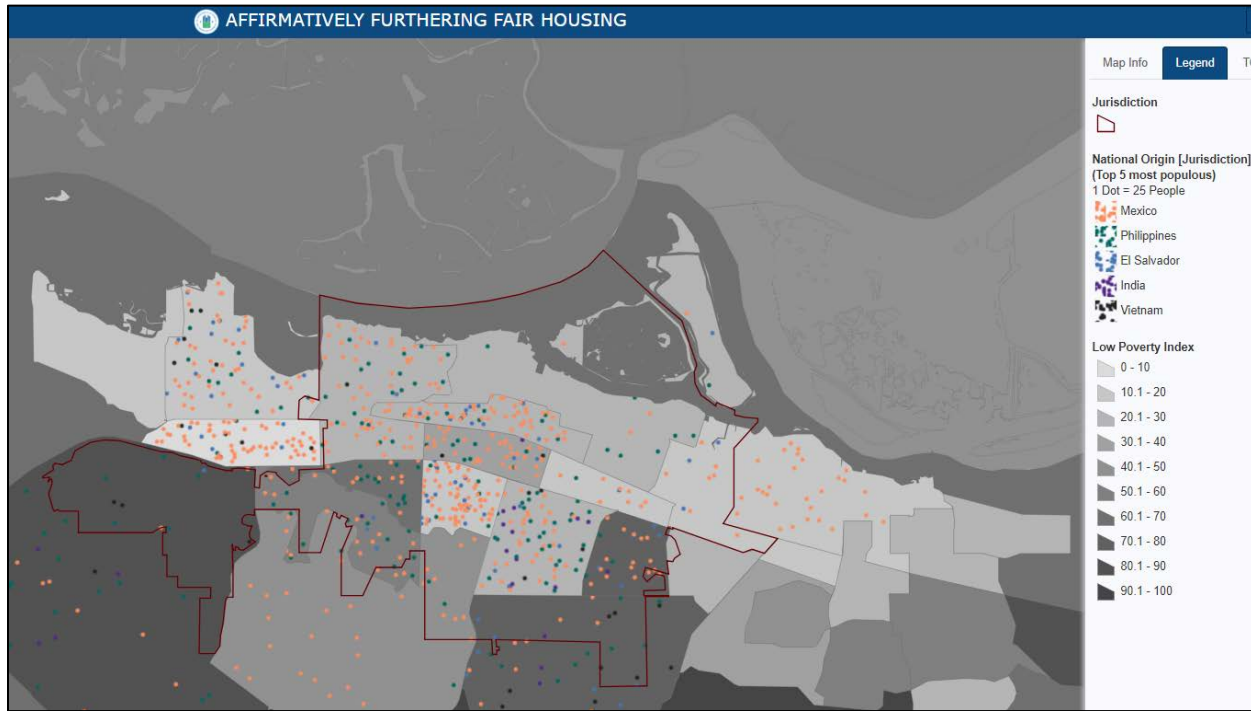 AFFIRMATIVELY FURTHERING FAIR HOUSING
Map Info Legend
Jurisdiction
National Origin [Jurisdiction]
(Top 5 most populous)
1 Dot = 25 People
Mexico
Philippines
El Salvador
India
Vietnam
Low Poverty Index
0 - 10
10.1 - 20
20.1 - 30
30.1 - 40
40.1 - 50
50.1 - 60
60.1 - 70
70.1 - 80
80.1 - 90
90.1 - 100